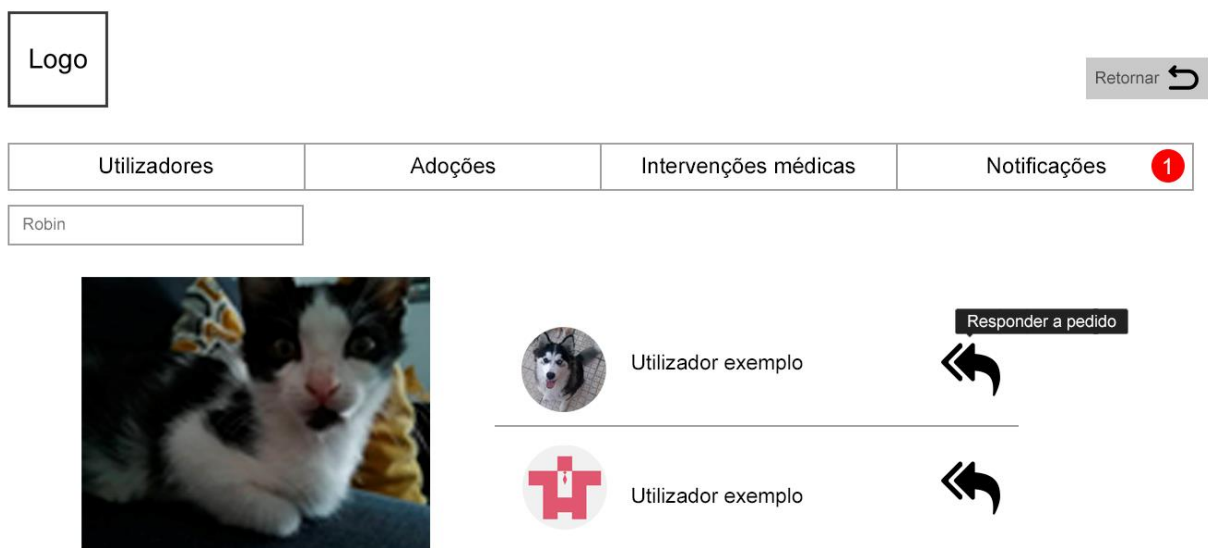 Logo
Retornar
Utilizadores
Adoções
Intervenções médicas
Notificações
1
Robin
Responder a pedido
Utilizador exemplo
Utilizador exemplo